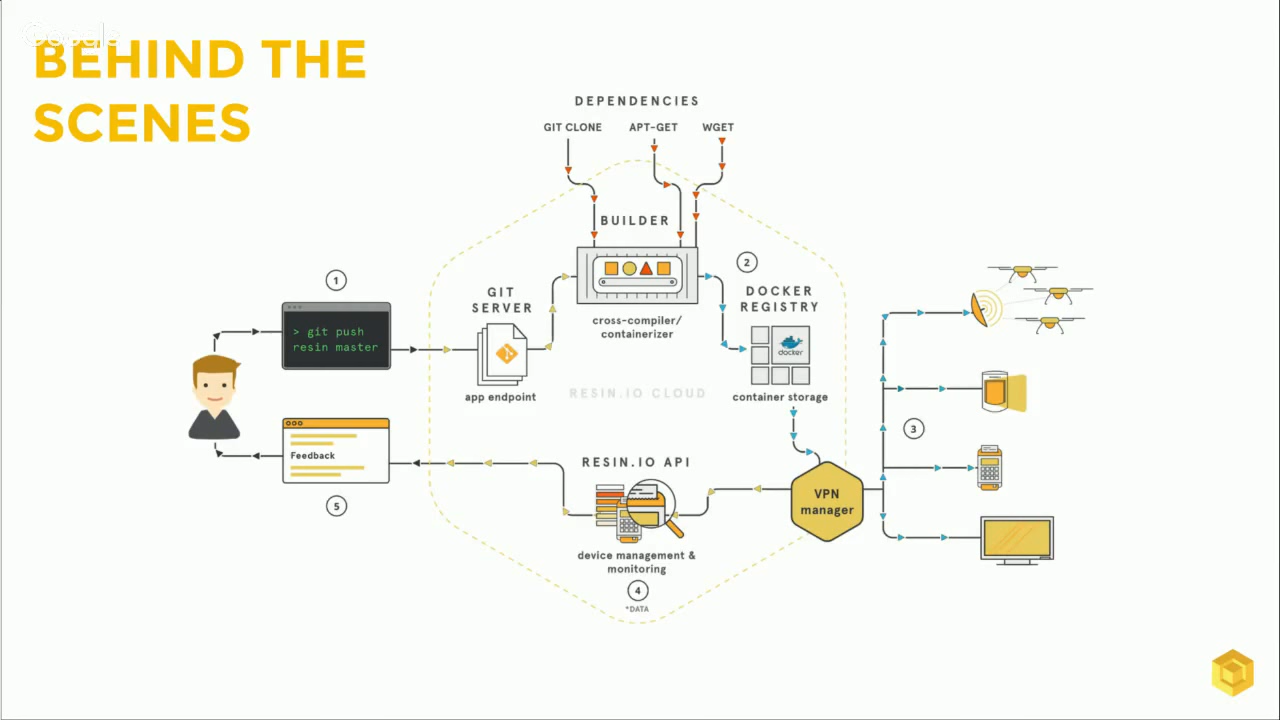 Google
BEHIND THE
SCENES
DEPENDENCIES
GIT CLONE
APT-GET
WGET
BUILDER
cross-compiler/
containerizer
1
> git push
resin master
GIT
SERVER
app endpoint
2
DOCKER
REGISTRY
docker
container storage
RESIN.IO CLOUD
3
VPN
manager
RESIN.IO API
device management &
monitoring
4
*DATA
Feedback
5